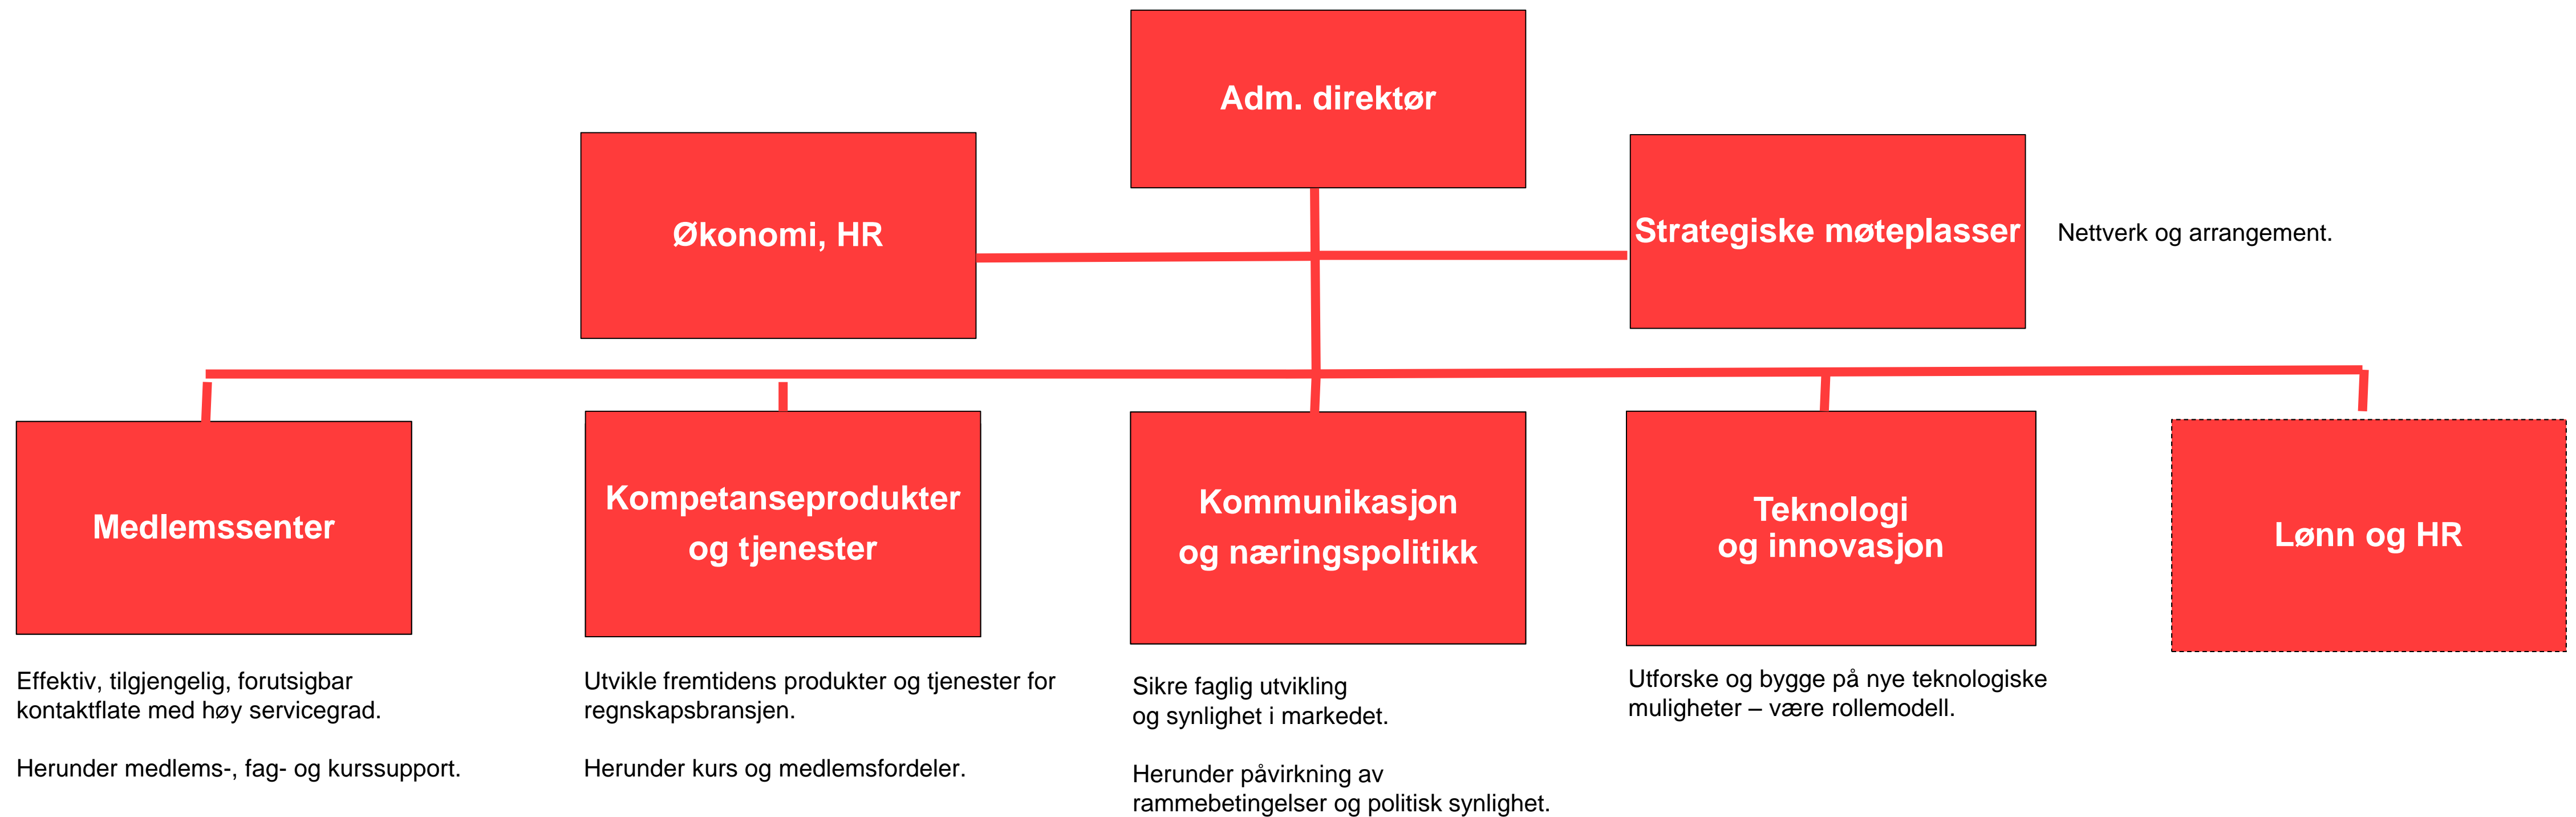 Adm. direktør
Økonomi, HR
Strategiske møteplasser
Nettverk og arrangement.
Medlemssenter
Kompetanseprodukter
og tjenester
Kommunikasjon
og næringspolitikk
Teknologi
og innovasjon
Lønn og HR
Effektiv, tilgjengelig, forutsigbar
kontaktflate med høy servicegrad.
Herunder medlems-, fag- og kurssupport.
Utvikle fremtidens produkter og tjenester for
regnskapsbransjen.
Herunder kurs og medlemsfordeler.
Sikre faglig utvikling
og synlighet i markedet.
Herunder påvirkning av
rammebetingelser og politisk synlighet.
Utforske og bygge på nye teknologiske
muligheter – være rollemodell.